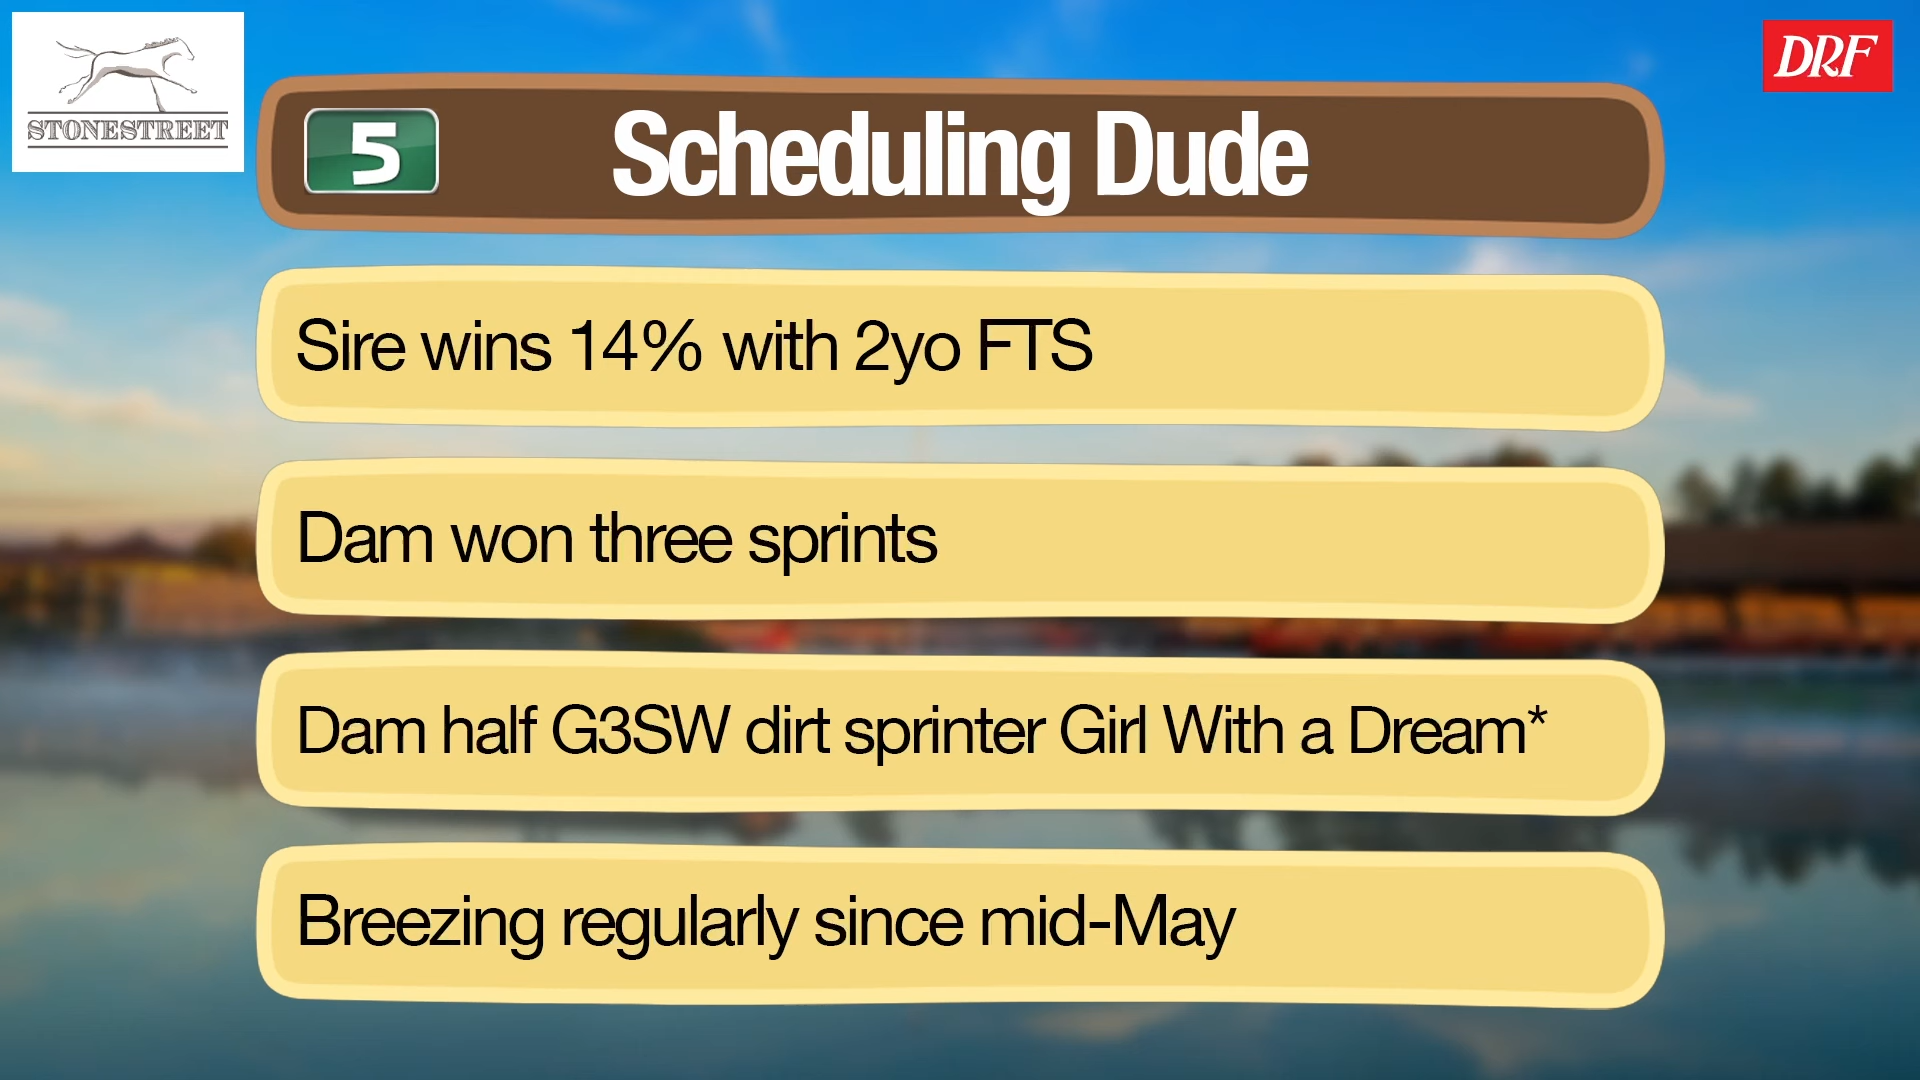 STONESTREET
DRF
5 Scheduling Dude
Sire wins 14% with 2yo FTS
Dam won three sprints
Dam half G3SW dirt sprinter Girl With a Dream*
Breezing regularly since mid-May